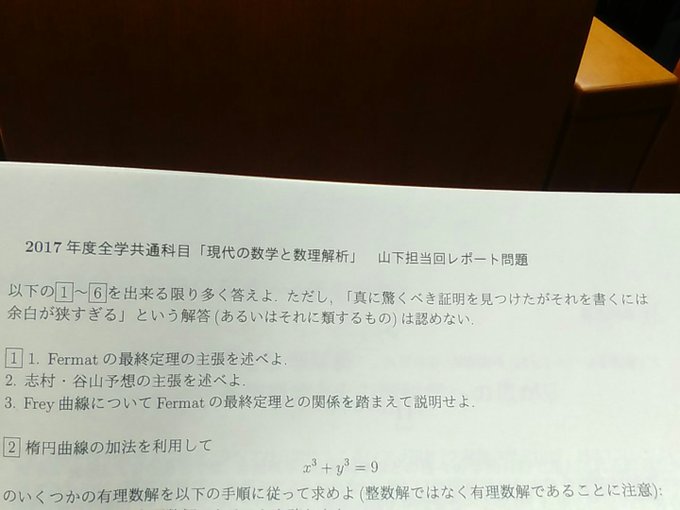 2017 年度全学共通科目「現代の数学と数理解析」 山下担当回レポート問題
以下の1~6を出来る限り多く答えよ. ただし,「真に驚くべき証明を見つけたがそれを書くには
余白が狭すぎる」という解答 (あるいはそれに類するもの) は認めない.
1 1. Fermat の最終定理の主張を述べよ.
2. 志村・谷山予想の主張を述べよ.
3. Frey 曲線について Fermat の最終定理との関係を踏まえて説明せよ.
2 楕円曲線の加法を利用して
x³ + y³ = 9
のいくつかの有理数解を以下の手順に従って求めよ (整数解ではなく有理数解であることに注意):